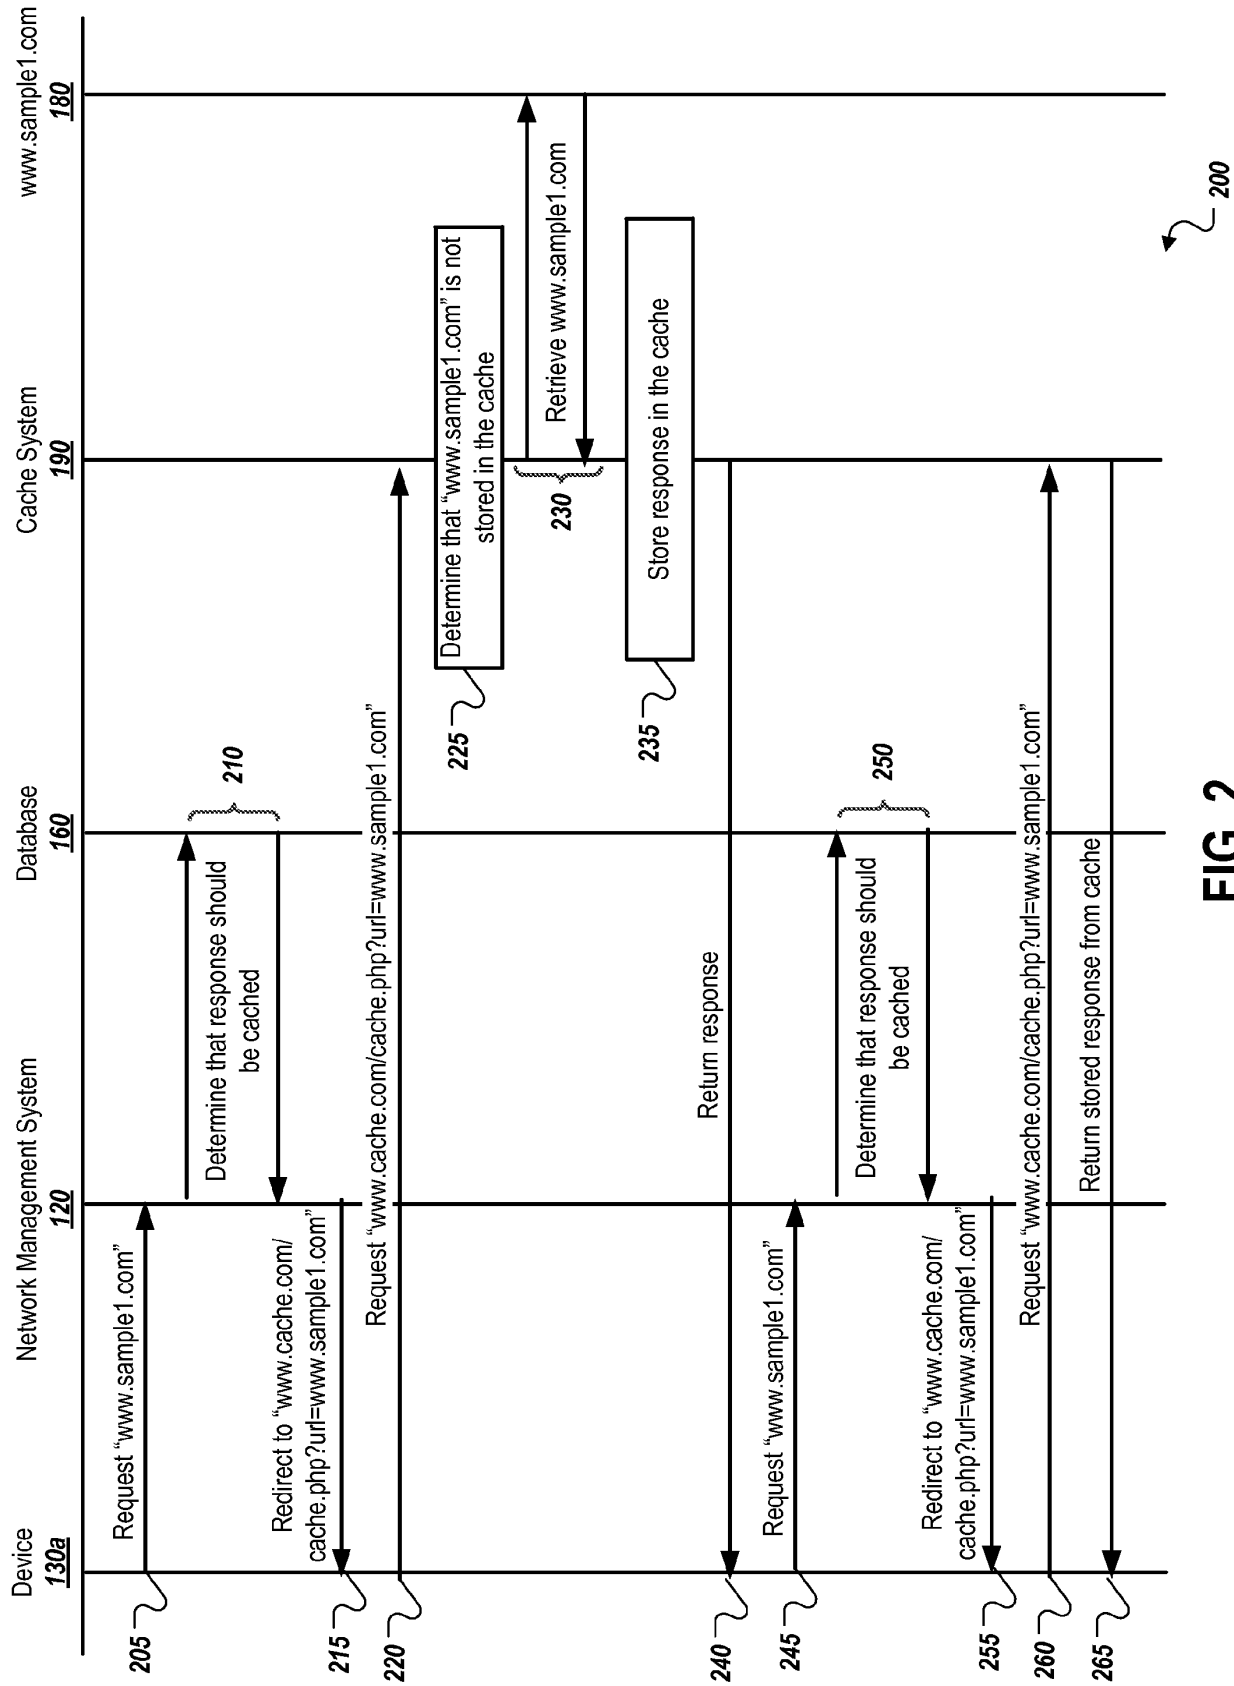 Device
130a
Network Management System
120
Database
160
Cache System
190
www.sample1.com
180
205
Request “www.sample1.com”
210
Determine that response should
be cached
215
Redirect to “www.cache.com/
cache.php?url=www.sample1.com”
220
Request “www.cache.com/cache.php?url=www.sample1.com”
225
Determine that “www.sample1.com” is not
stored in the cache
230
Retrieve www.sample1.com
235
Store response in the cache
240
Return response
245
Request “www.sample1.com”
250
Determine that response should
be cached
255
Redirect to “www.cache.com/
cache.php?url=www.sample1.com”
260
Request “www.cache.com/cache.php?url=www.sample1.com”
265
Return stored response from cache
200
FIG. 2